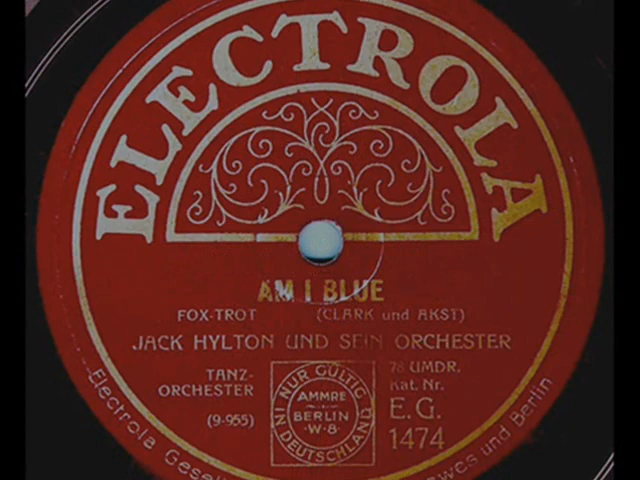 ELECTROLA
AM I BLUE
FOX-TROT (CLARK und AKST)
JACK HYLTON UND SEIN ORCHESTER
TANZ-
ORCHESTER
(9-955)
NUR GÜLTIG
IN DEUTSCHLAND
AMMRE
BERLIN
·W·8·
78 UMDR.
Kat. Nr.
E.G.
1474
Electrola
und Berlin